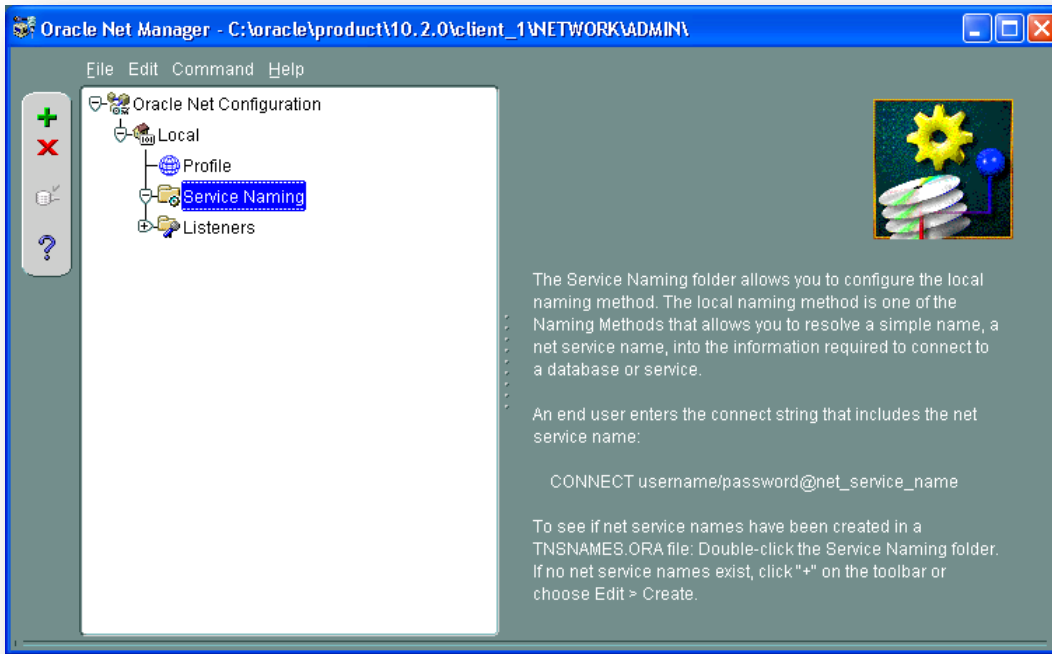 Oracle Net Manager - C:\oracle\product\10.2.0\client_1\NETWORK\ADMIN\
File Edit Command Help
Oracle Net Configuration
Local
Profile
Service Naming
Listeners
The Service Naming folder allows you to configure the local
naming method. The local naming method is one of the
Naming Methods that allows you to resolve a simple name, a
net service name, into the information required to connect to
a database or service.
An end user enters the connect string that includes the net
service name:
CONNECT username/password@net_service_name
To see if net service names have been created in a
TNSNAMES.ORA file: Double-click the Service Naming folder.
If no net service names exist, click "+" on the toolbar or
choose Edit > Create.